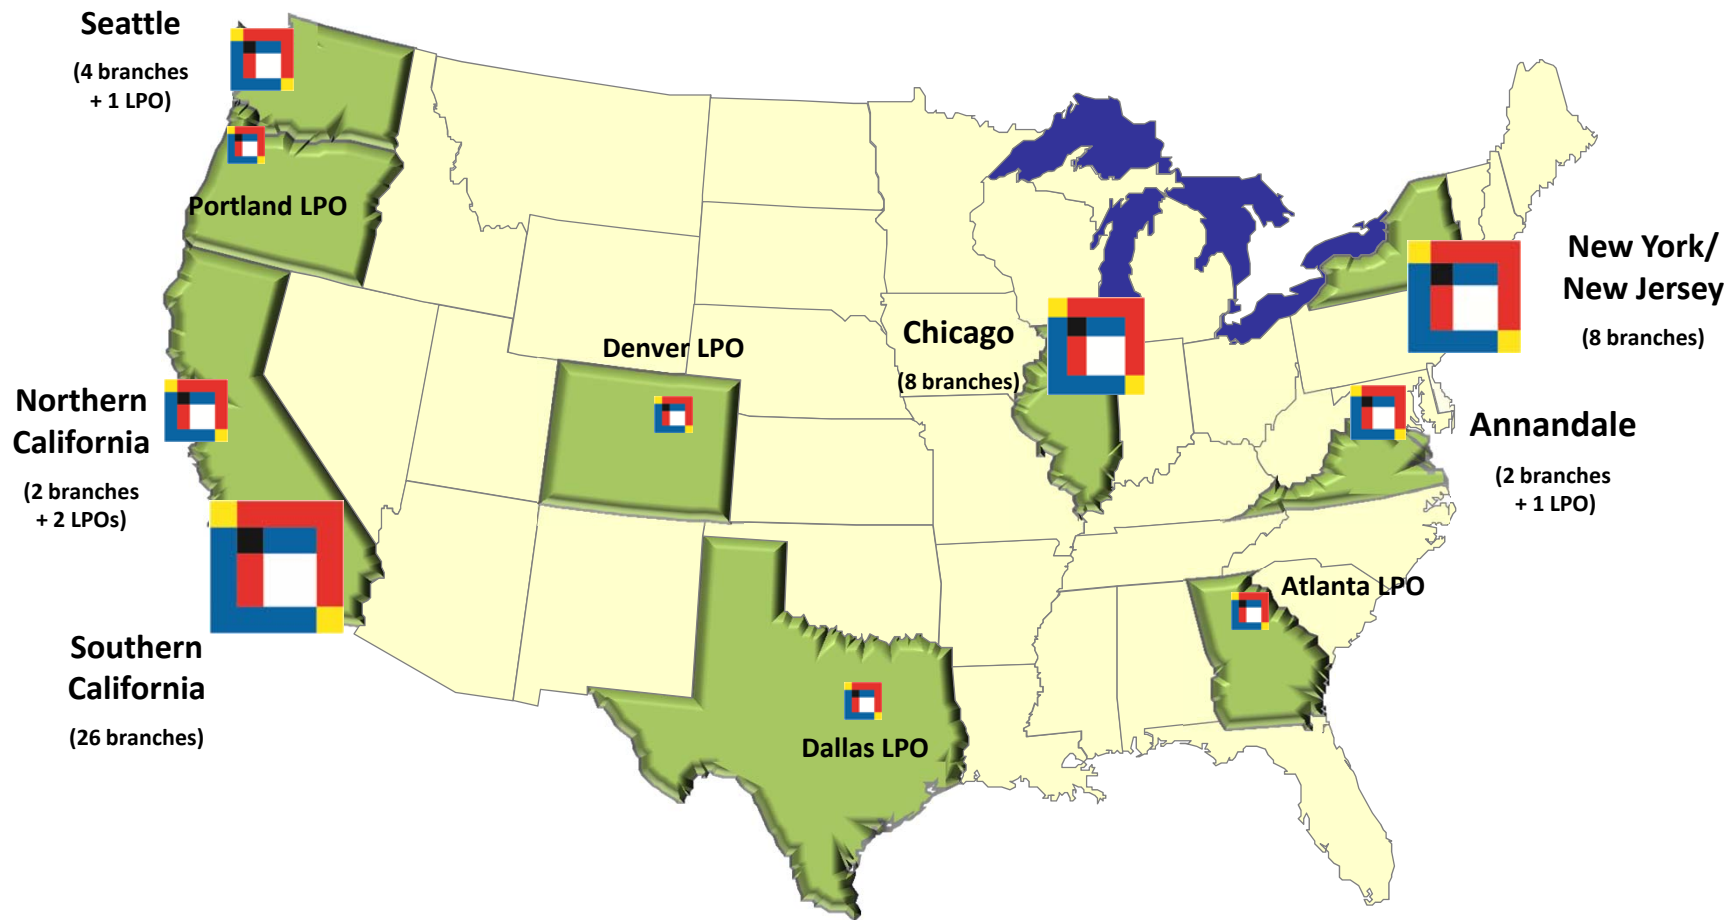 Seattle
(4 branches
+ 1 LPO)
Portland LPO
Northern
California
(2 branches
+ 2 LPOs)
Southern
California
(26 branches)
Denver LPO
Dallas LPO
Chicago
(8 branches)
New York/
New Jersey
(8 branches)
Annandale
(2 branches
+ 1 LPO)
Atlanta LPO